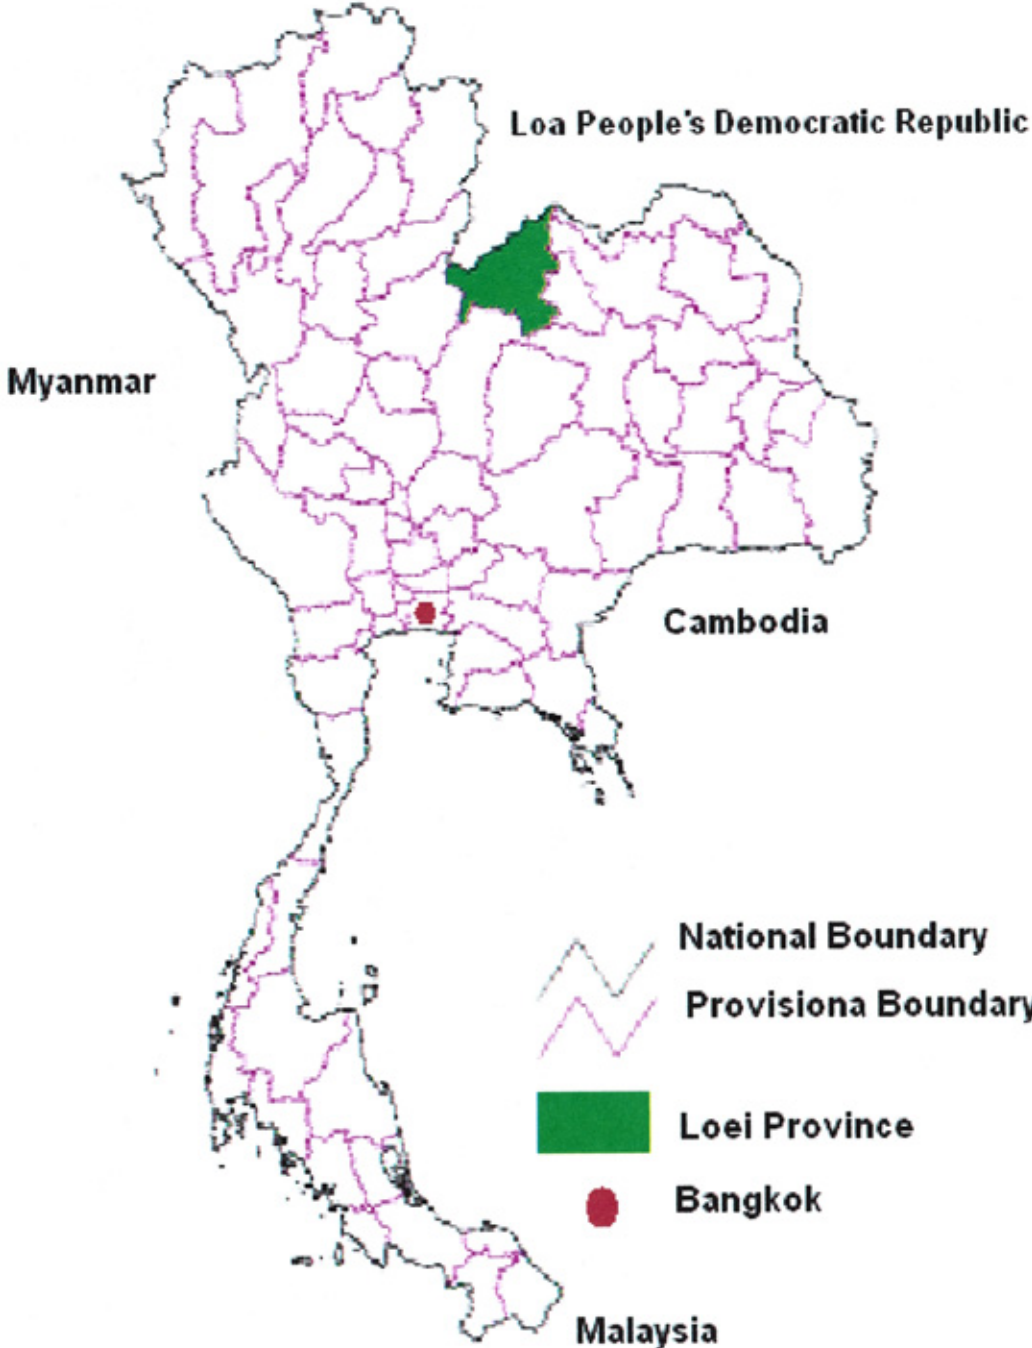 Loa People's Democratic Republic
Myanmar
Cambodia
National Boundary
Provisiona Boundary
Loei Province
Bangkok
Malaysia